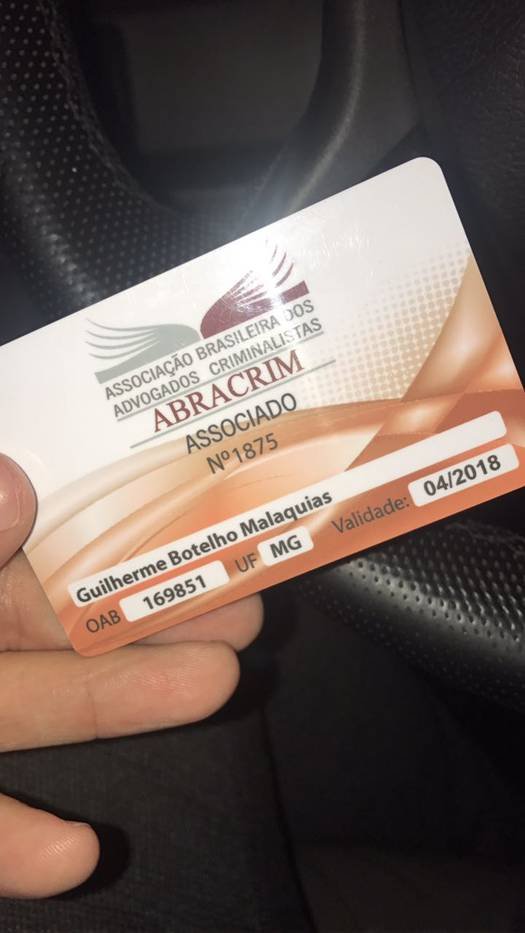 ASSOCIAÇÃO BRASILEIRA DOS
ADVOGADOS CRIMINALISTAS
ABRACRIM
ASSOCIADO
Nº1875
Guilherme Botelho Malaquias
OAB 169851 UF MG Validade: 04/2018